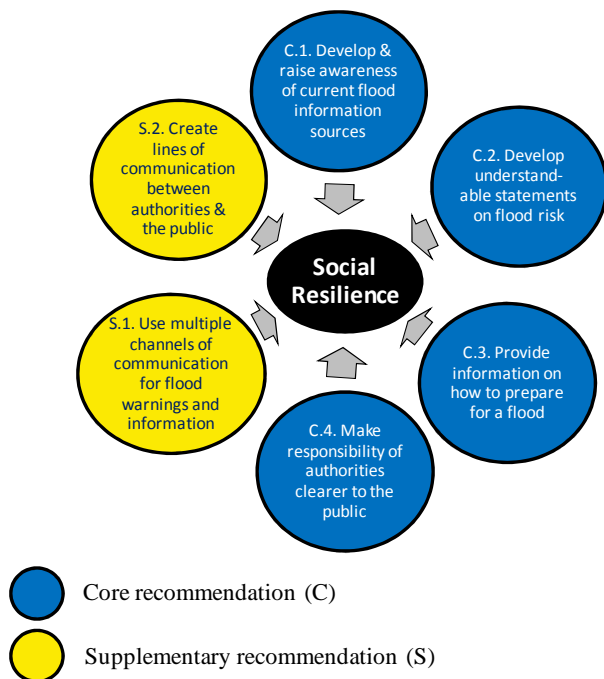 C.1. Develop &
raise awareness
of current flood
information
sources
S.2. Create
lines of
communication
between
authorities &
the public
C.2. Develop
understand-
able statements
on flood risk
Social
Resilience
S.1. Use multiple
channels of
communication
for flood
warnings and
information
C.3. Provide
information on
how to prepare
for a flood
C.4. Make
responsibility of
authorities
clearer to the
public
Core recommendation (C)
Supplementary recommendation (S)